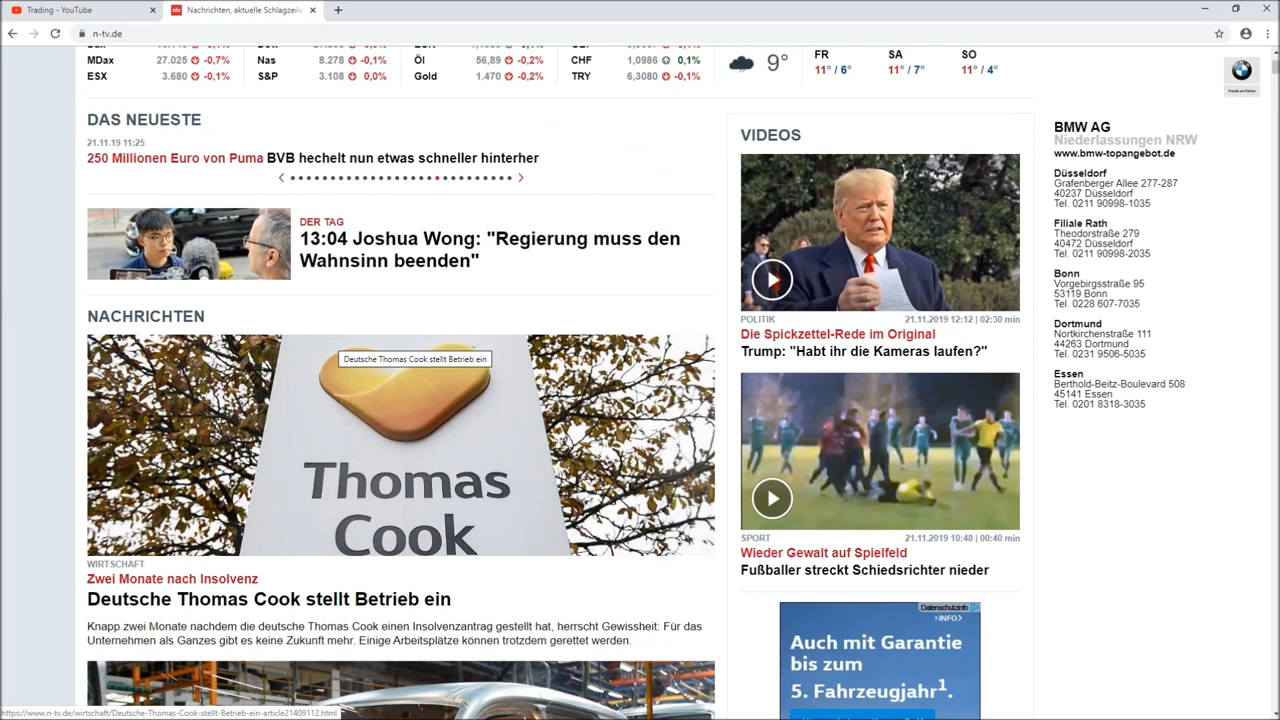 Trading - YouTube
Nachrichten, aktuelle Schlagzeile
n-tv.de
MDax 27.025 -0,7% Nas 8.278 -0,1% Öl 56,89 -0,2% CHF 1,0986 0,1%
ESX 3.680 -0,1% S&P 3.108 0,0% Gold 1.470 -0,2% TRY 6,3080 -0,1%
9°
FR SA SO
11° / 6° 11° / 7° 11° / 4°
DAS NEUESTE
21.11.19 11:25
250 Millionen Euro von Puma BVB hechelt nun etwas schneller hinterher
DER TAG
13:04 Joshua Wong: "Regierung muss den
Wahnsinn beenden"
NACHRICHTEN
Deutsche Thomas Cook stellt Betrieb ein
Thomas
Cook
WIRTSCHAFT
Zwei Monate nach Insolvenz
Deutsche Thomas Cook stellt Betrieb ein
Knapp zwei Monate nachdem die deutsche Thomas Cook einen Insolvenzantrag gestellt hat, herrscht Gewissheit: Für das
Unternehmen als Ganzes gibt es keine Zukunft mehr. Einige Arbeitsplätze können trotzdem gerettet werden.
VIDEOS
POLITIK 21.11.2019 12:12 | 02:30 min
Die Spickzettel-Rede im Original
Trump: "Habt ihr die Kameras laufen?"
SPORT 21.11.2019 10:48 | 00:40 min
Wieder Gewalt auf Spielfeld
Fußballer streckt Schiedsrichter nieder
Datenschutzinfo
INFO
Auch mit Garantie
bis zum
5. Fahrzeugjahr1.
BMW AG
Niederlassungen NRW
www.bmw-topangebot.de
Düsseldorf
Grafenberger Allee 277-287
40237 Düsseldorf
Tel. 0211 90998-1035
Filiale Rath
Theodorstraße 279
40472 Düsseldorf
Tel. 0211 90998-2035
Bonn
Vorgebirgsstraße 95
53119 Bonn
Tel. 0228 607-7035
Dortmund
Nortkirchenstraße 111
44263 Dortmund
Tel. 0231 9506-5035
Essen
Berthold-Beitz-Boulevard 508
45141 Essen
Tel. 0201 8318-3035
https://www.n-tv.de/wirtschaft/Deutsche-Thomas-Cook-stellt-Betrieb-ein-article21409112.html